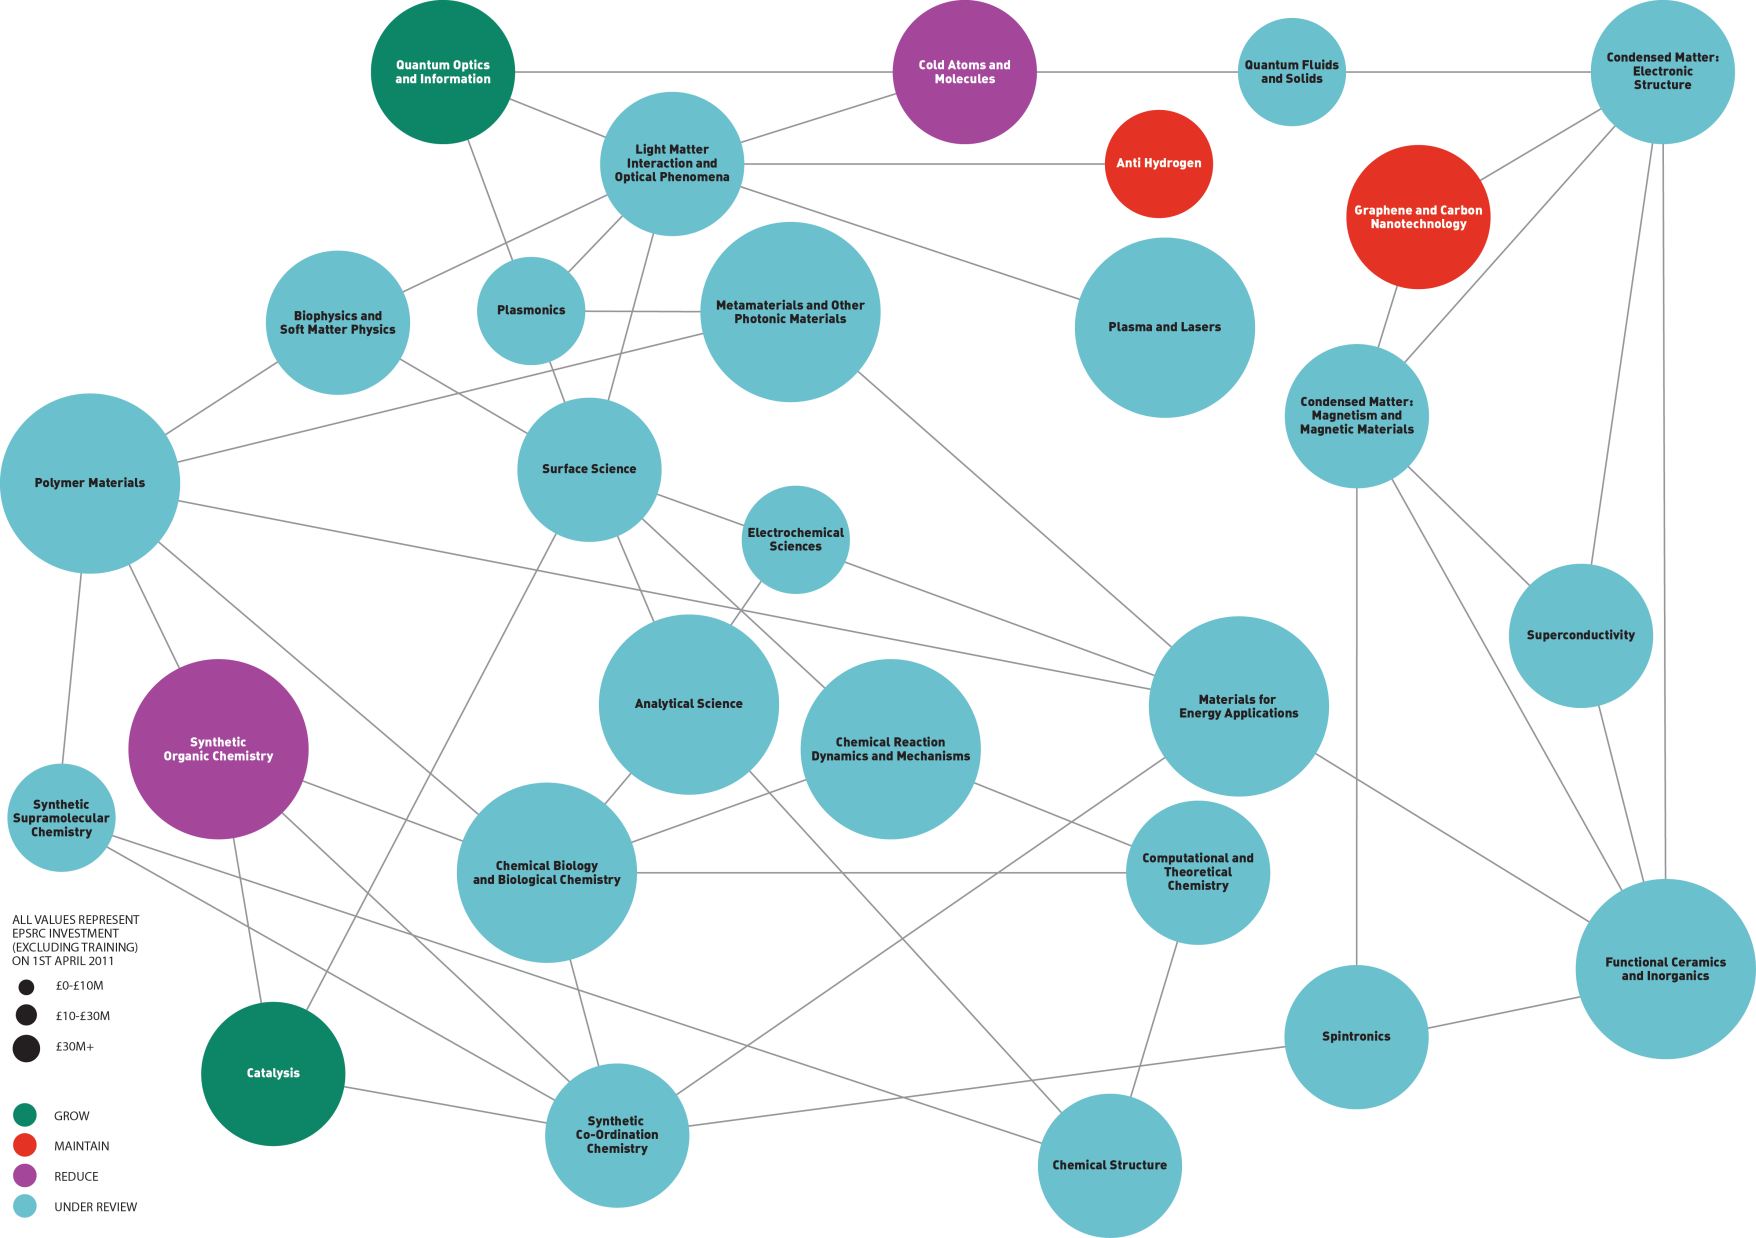 Quantum Optics
and Information
Cold Atoms and
Molecules
Quantum Fluids
and Solids
Condensed Matter:
Electronic
Structure
Light Matter
Interaction and
Optical Phenomena
Anti Hydrogen
Graphene and Carbon
Nanotechnology
Biophysics and
Soft Matter Physics
Plasmonics
Metamaterials and Other
Photonic Materials
Plasma and Lasers
Condensed Matter:
Magnetism and
Magnetic Materials
Polymer Materials
Surface Science
Electrochemical
Sciences
Superconductivity
Synthetic
Organic Chemistry
Analytical Science
Chemical Reaction
Dynamics and Mechanisms
Materials for
Energy Applications
Synthetic
Supramolecular
Chemistry
Chemical Biology
and Biological Chemistry
Computational and
Theoretical
Chemistry
Functional Ceramics
and Inorganics
Spintronics
Catalysis
Synthetic
Co-Ordination
Chemistry
Chemical Structure
ALL VALUES REPRESENT
EPSRC INVESTMENT
(EXCLUDING TRAINING)
ON 1ST APRIL 2011
£0-£10M
£10-£30M
£30M+
GROW
MAINTAIN
REDUCE
UNDER REVIEW